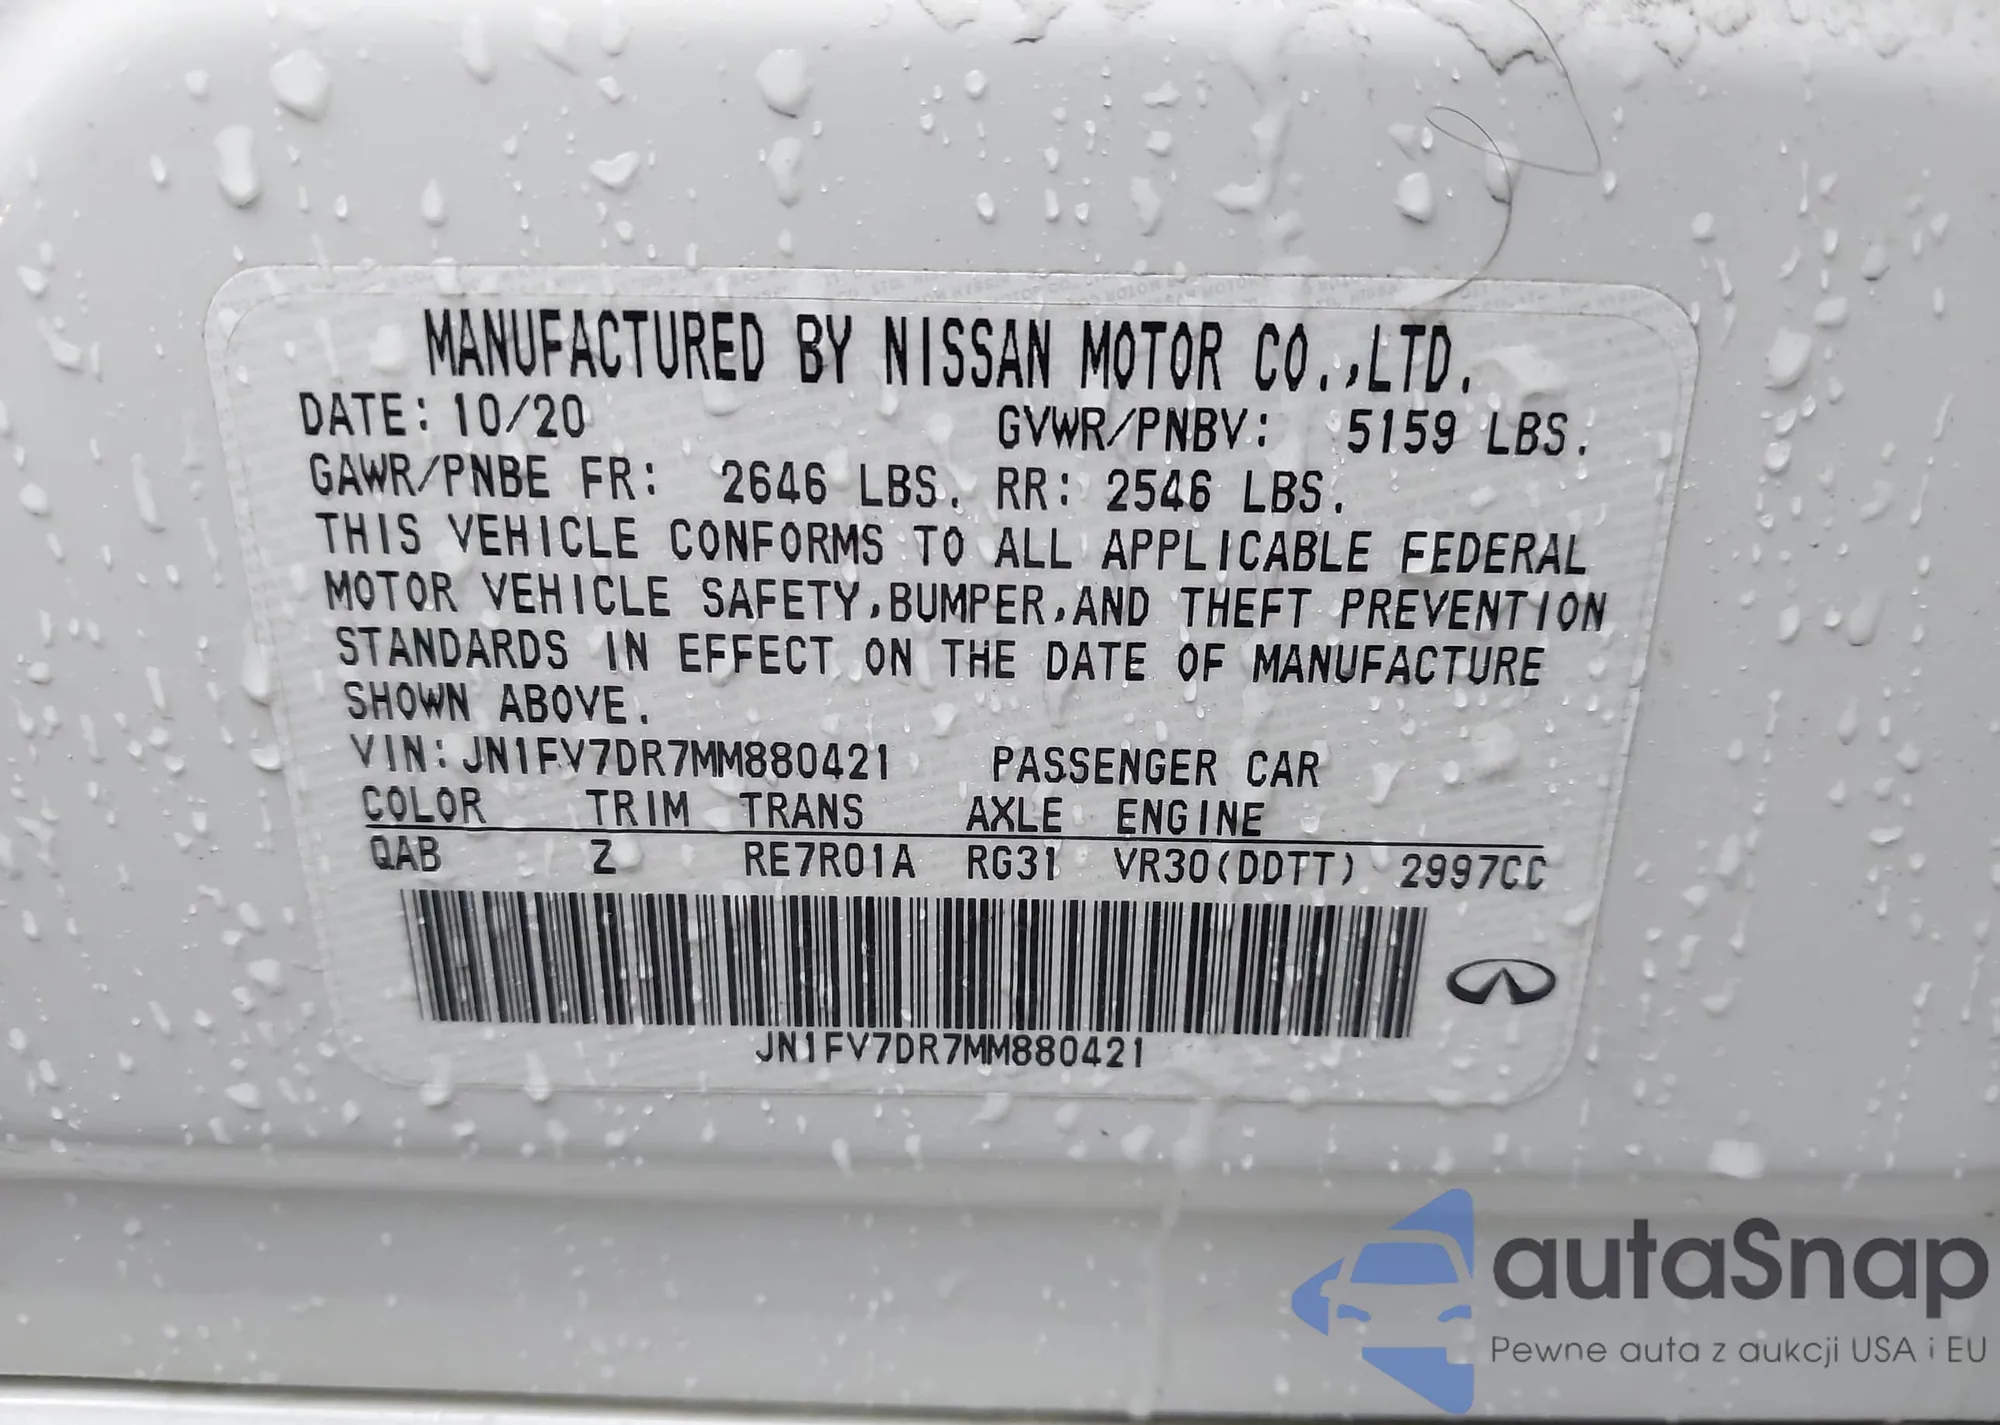 MANUFACTURED BY NISSAN MOTOR CO.,LTD.
DATE: 10/20 GVWR/PNBV: 5159 LBS.
GAWR/PNBE FR: 2646 LBS. RR: 2546 LBS.
THIS VEHICLE CONFORMS TO ALL APPLICABLE FEDERAL
MOTOR VEHICLE SAFETY,BUMPER,AND THEFT PREVENTION
STANDARDS IN EFFECT ON THE DATE OF MANUFACTURE
SHOWN ABOVE.
VIN: JN1FV7DR7MM880421 PASSENGER CAR
COLOR TRIM TRANS AXLE ENGINE
QAB Z RE7R01A RG31 VR30(DDTT) 2997CC
JN1FV7DR7MM880421
autaSnap
Pewne auta z aukcji USA i EU